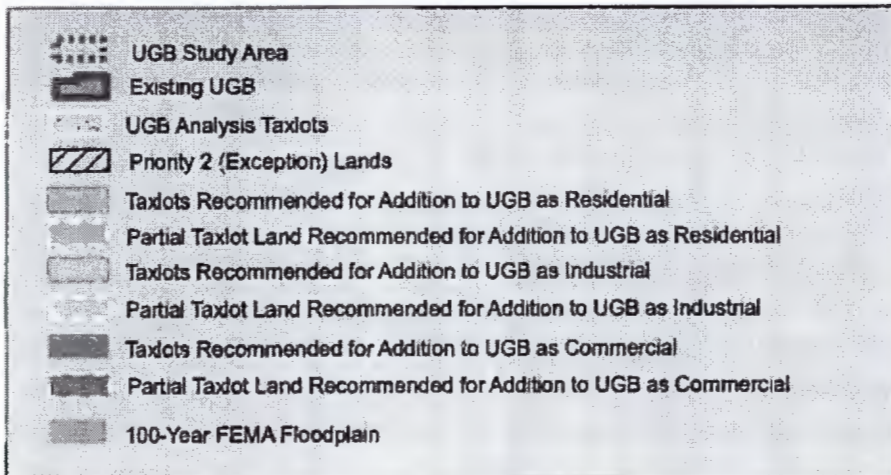 UGB Study Area
Existing UGB
UGB Analysis Taxlots
Priority 2 (Exception) Lands
Taxlots Recommended for Addition to UGB as Residential
Partial Taxlot Land Recommended for Addition to UGB as Residential
Taxlots Recommended for Addition to UGB as Industrial
Partial Taxlot Land Recommended for Addition to UGB as Industrial
Taxlots Recommended for Addition to UGB as Commercial
Partial Taxlot Land Recommended for Addition to UGB as Commercial
100-Year FEMA Floodplain